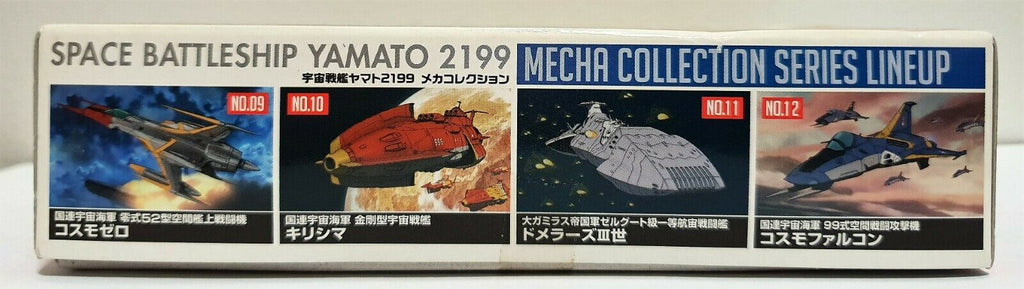 SPACE BATTLESHIP YAMATO 2199
宇宙戦艦ヤマト2199 メカコレクション
MECHA COLLECTION SERIES LINEUP
NO.09
国連宇宙海軍 零式52型空間艦上戦闘機
コスモゼロ
NO.10
国連宇宙海軍 金剛型宇宙戦艦
キリシマ
NO.11
大ガミラス帝国軍ゼルグート級一等航宙戦闘艦
ドメラーズⅢ世
NO.12
国連宇宙海軍 99式空間戦闘攻撃機
コスモファルコン